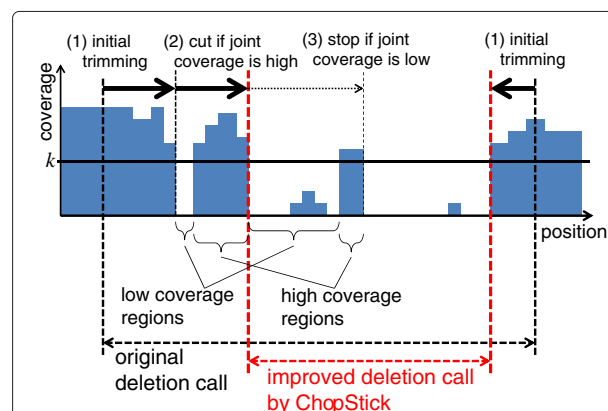 (1) initial
trimming
(2) cut if joint
coverage is high
(3) stop if joint
coverage is low
(1) initial
trimming
coverage
k
position
low coverage
regions
high coverage
regions
original
deletion call
improved deletion call
by ChopStick